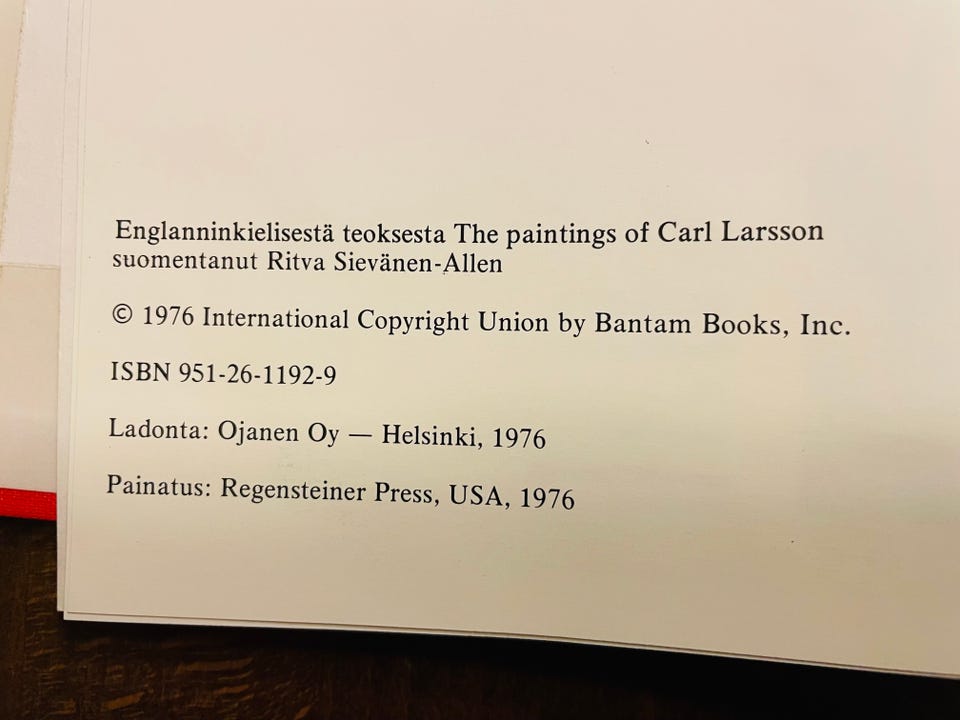 Englanninkielisestä teoksesta The paintings of Carl Larsson
suomentanut Ritva Sievänen-Allen
© 1976 International Copyright Union by Bantam Books, Inc.
ISBN 951-26-1192-9
Ladonta: Ojanen Oy — Helsinki, 1976
Painatus: Regensteiner Press, USA, 1976